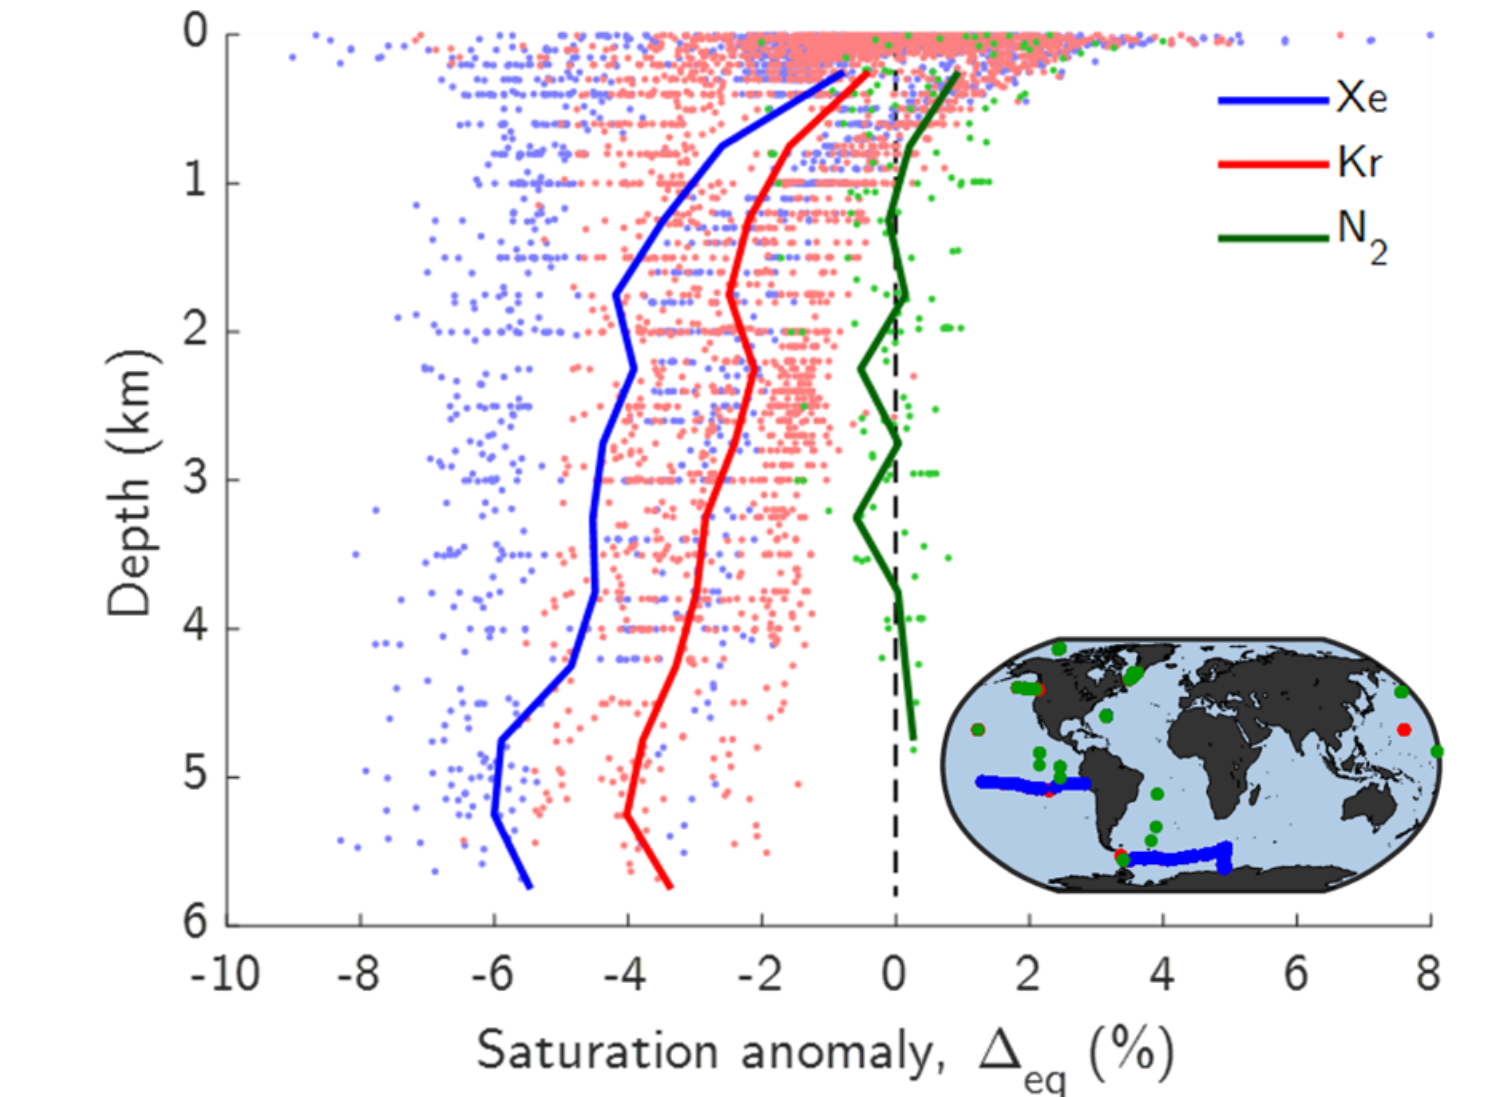 0
1
2
3
4
5
6
Depth (km)
Xe
Kr
N2
-10 -8 -6 -4 -2 0 2 4 6 8
Saturation anomaly, Δeq (%)